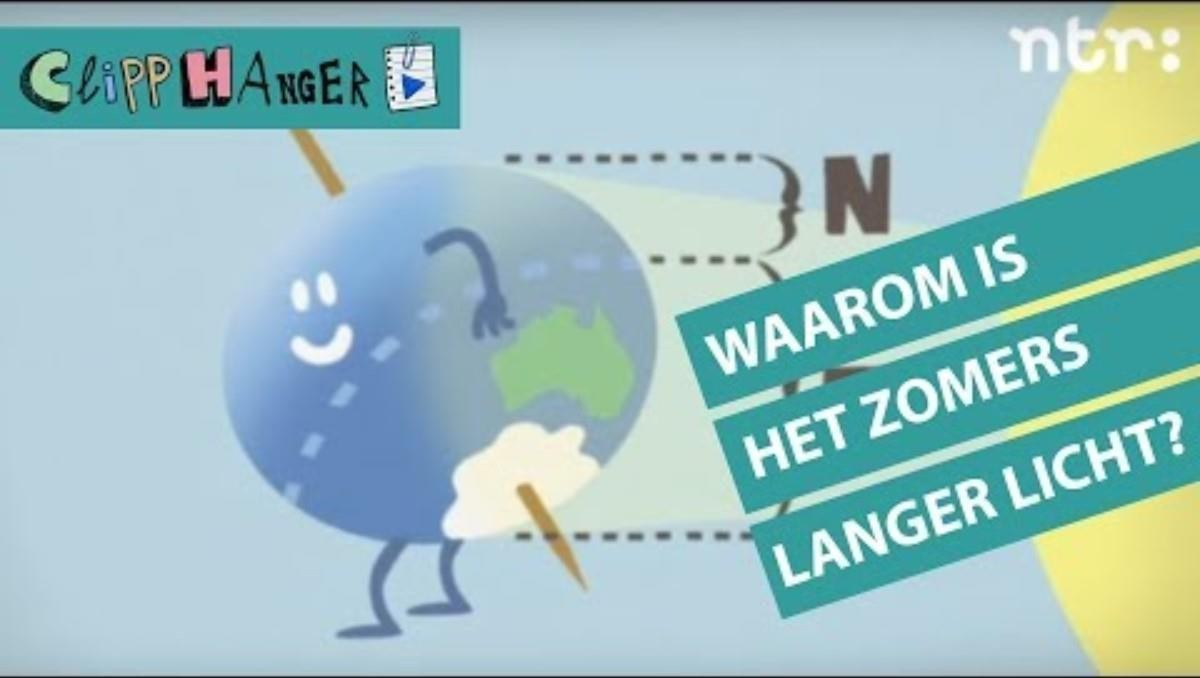 CLiPPHANGER
ntr:
N
WAAROM IS
HET ZOMERS
LANGER LICHT?